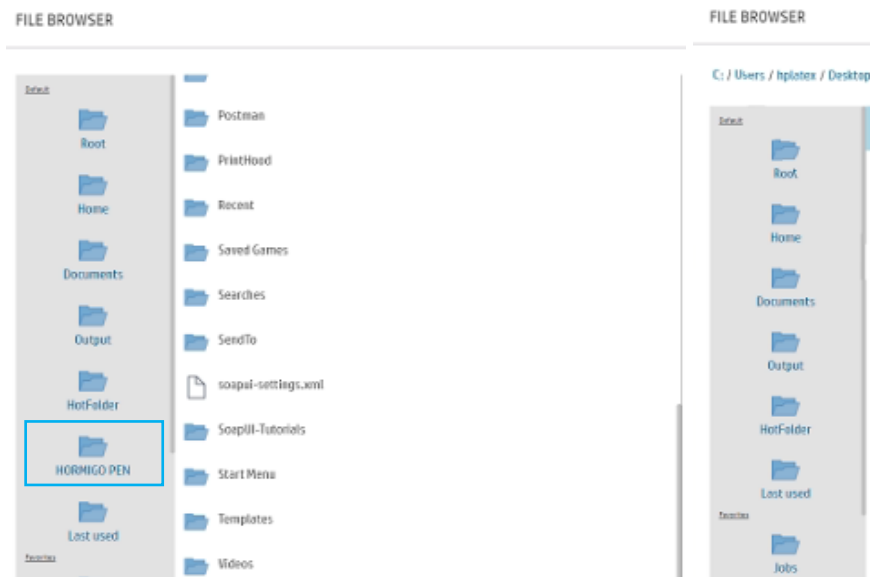 FILE BROWSER
Default
Root
Home
Documents
Output
HotFolder
HORMIGO PEN
Last used
Favorites
Postman
PrintHood
Recent
Saved Games
Searches
SendTo
soapui-settings.xml
SoapUI-Tutorials
Start Menu
Templates
Videos
FILE BROWSER
C: / Users / hplatex / Desktop
Default
Root
Home
Documents
Output
HotFolder
Last used
Favorites
Jobs